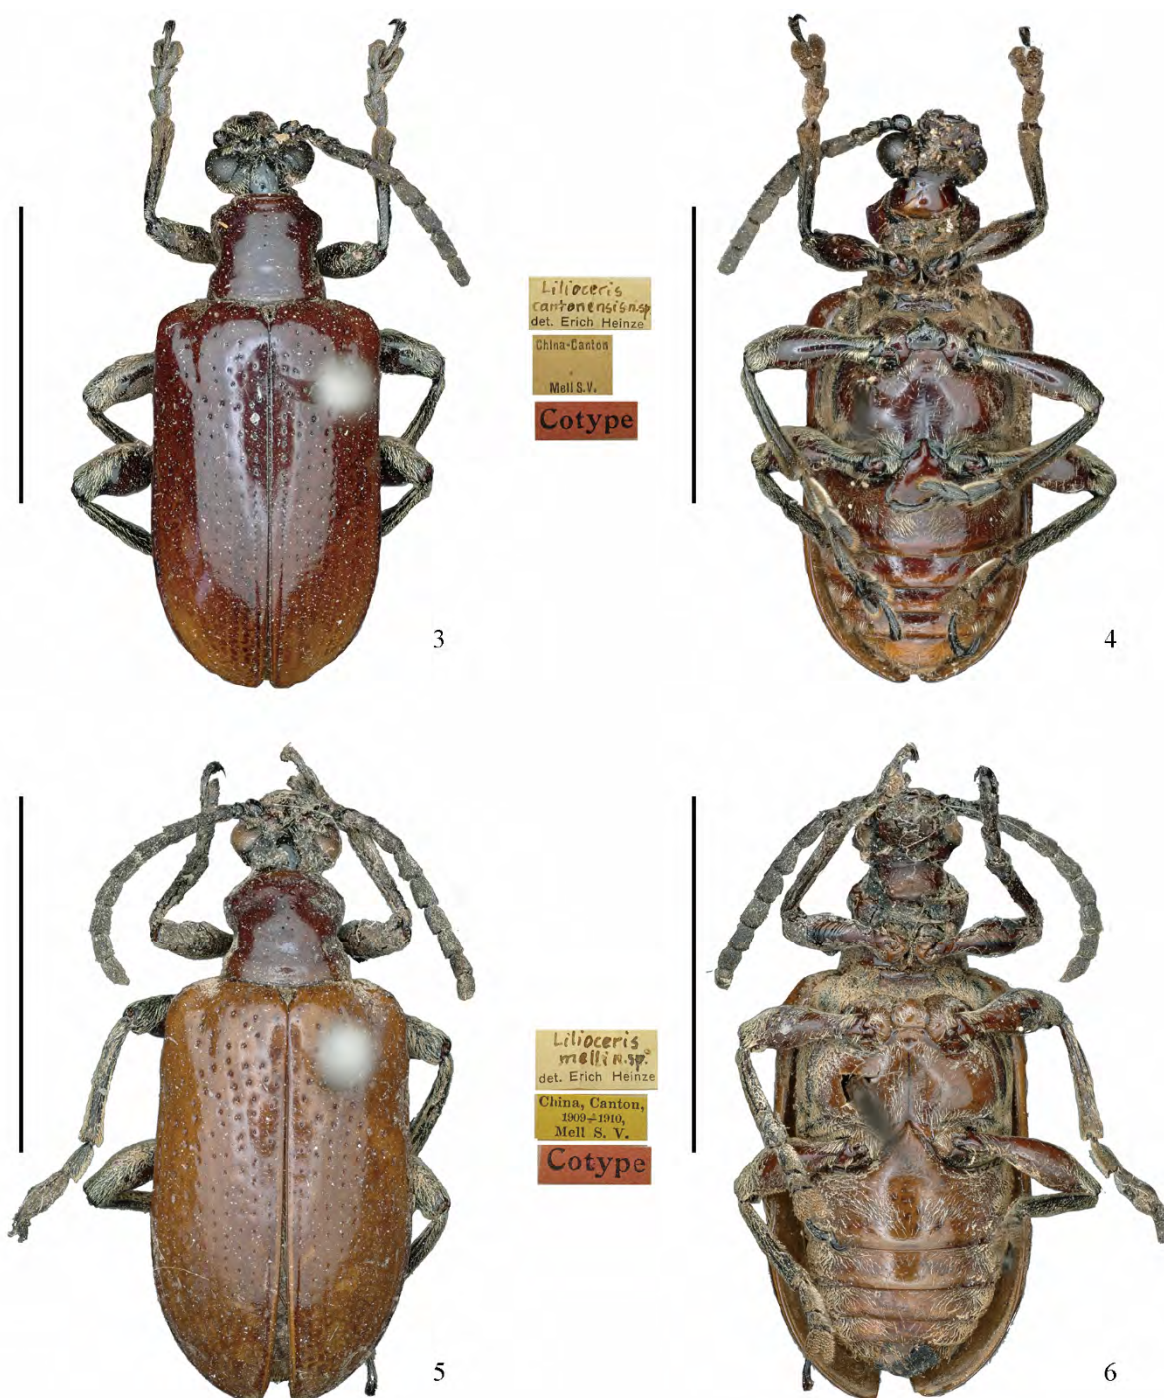 Lilioceris
cantonensis n.sp.
det. Erich Heinze
China-Canton
Mell S.V.
Cotype
3
4
Lilioceris
melli n.sp.
det. Erich Heinze
China, Canton,
1909-1910,
Mell S. V.
Cotype
5
6